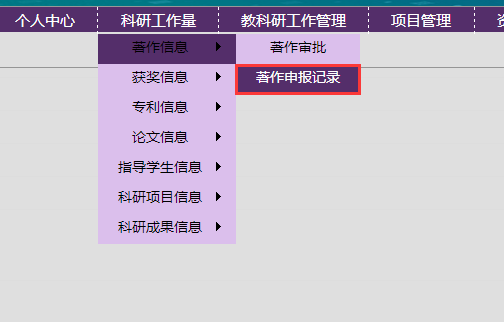 个人中心 科研工作量 教科研工作管理 项目管理
著作信息 著作审批
获奖信息 著作申报记录
专利信息
论文信息
指导学生信息
科研项目信息
科研成果信息